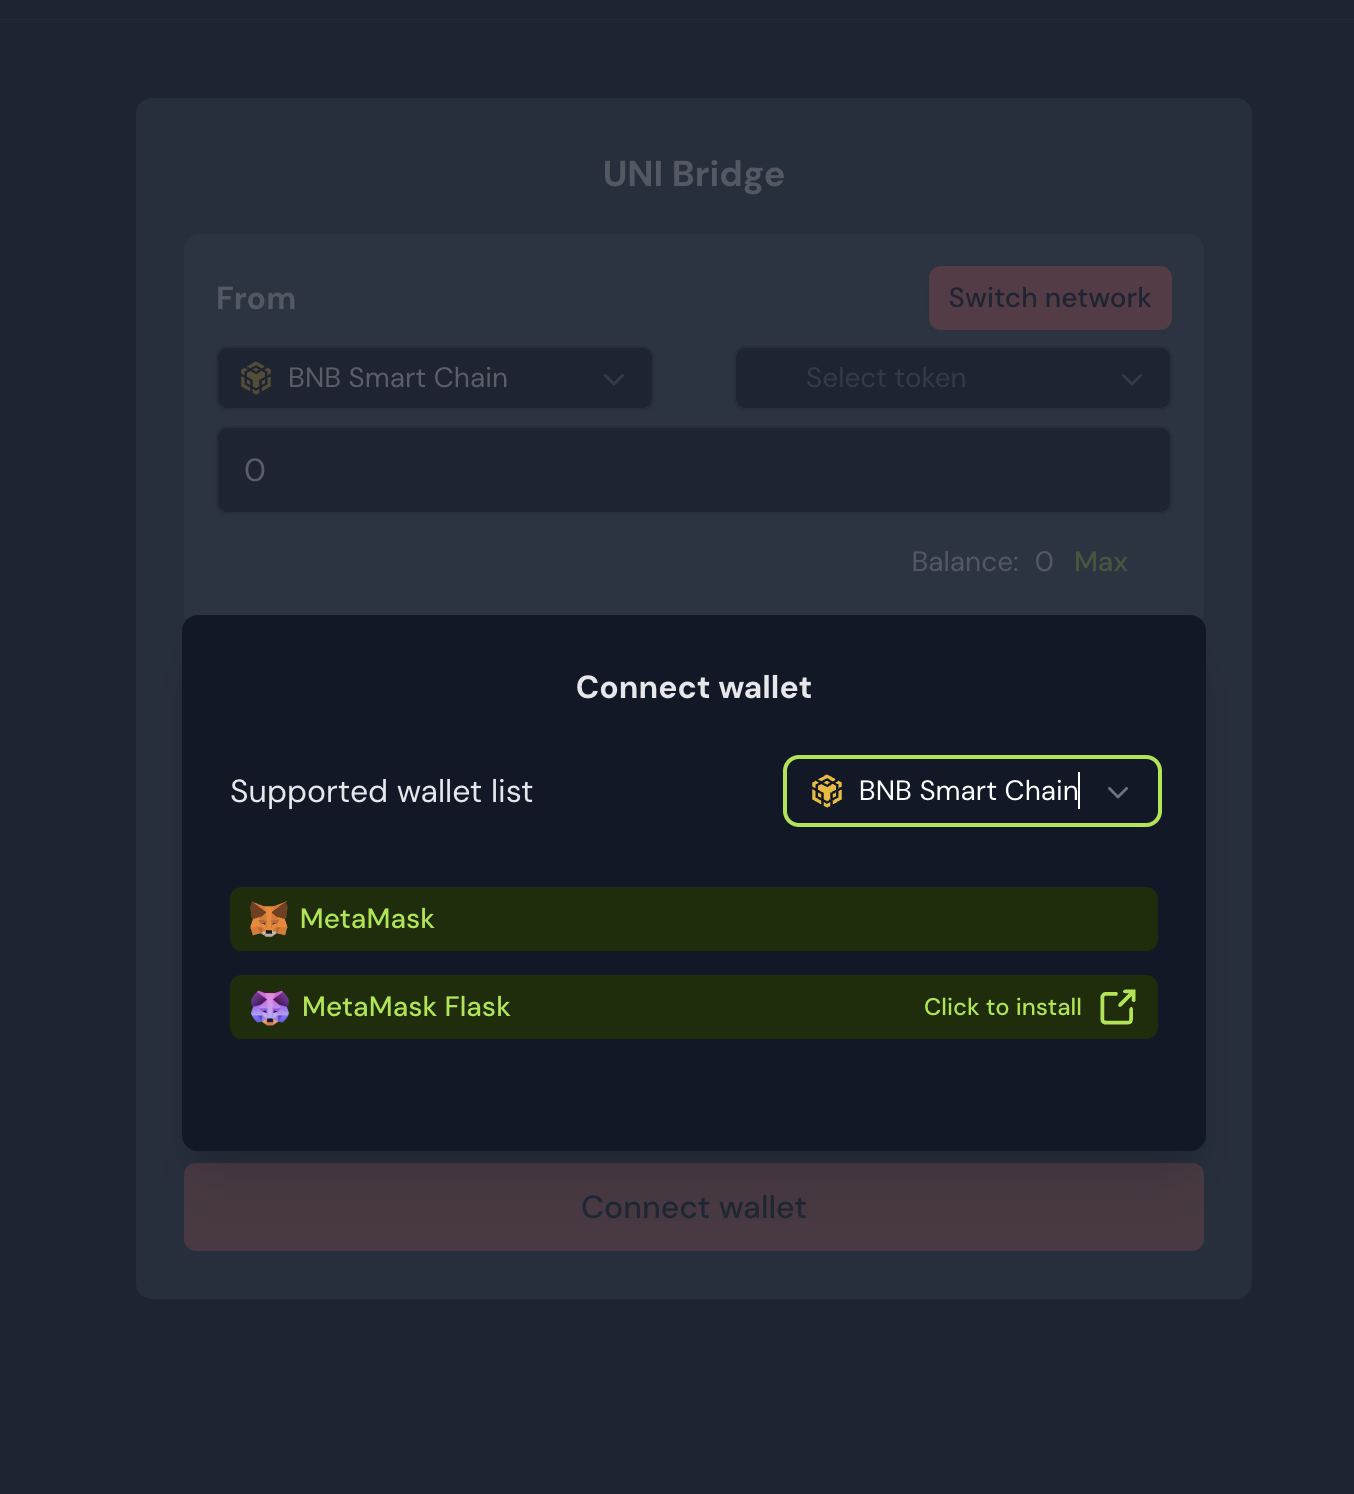 UNI Bridge
From
Switch network
BNB Smart Chain
Select token
0
Balance: 0 Max
Connect wallet
Supported wallet list
BNB Smart Chain
MetaMask
MetaMask Flask
Click to install
Connect wallet